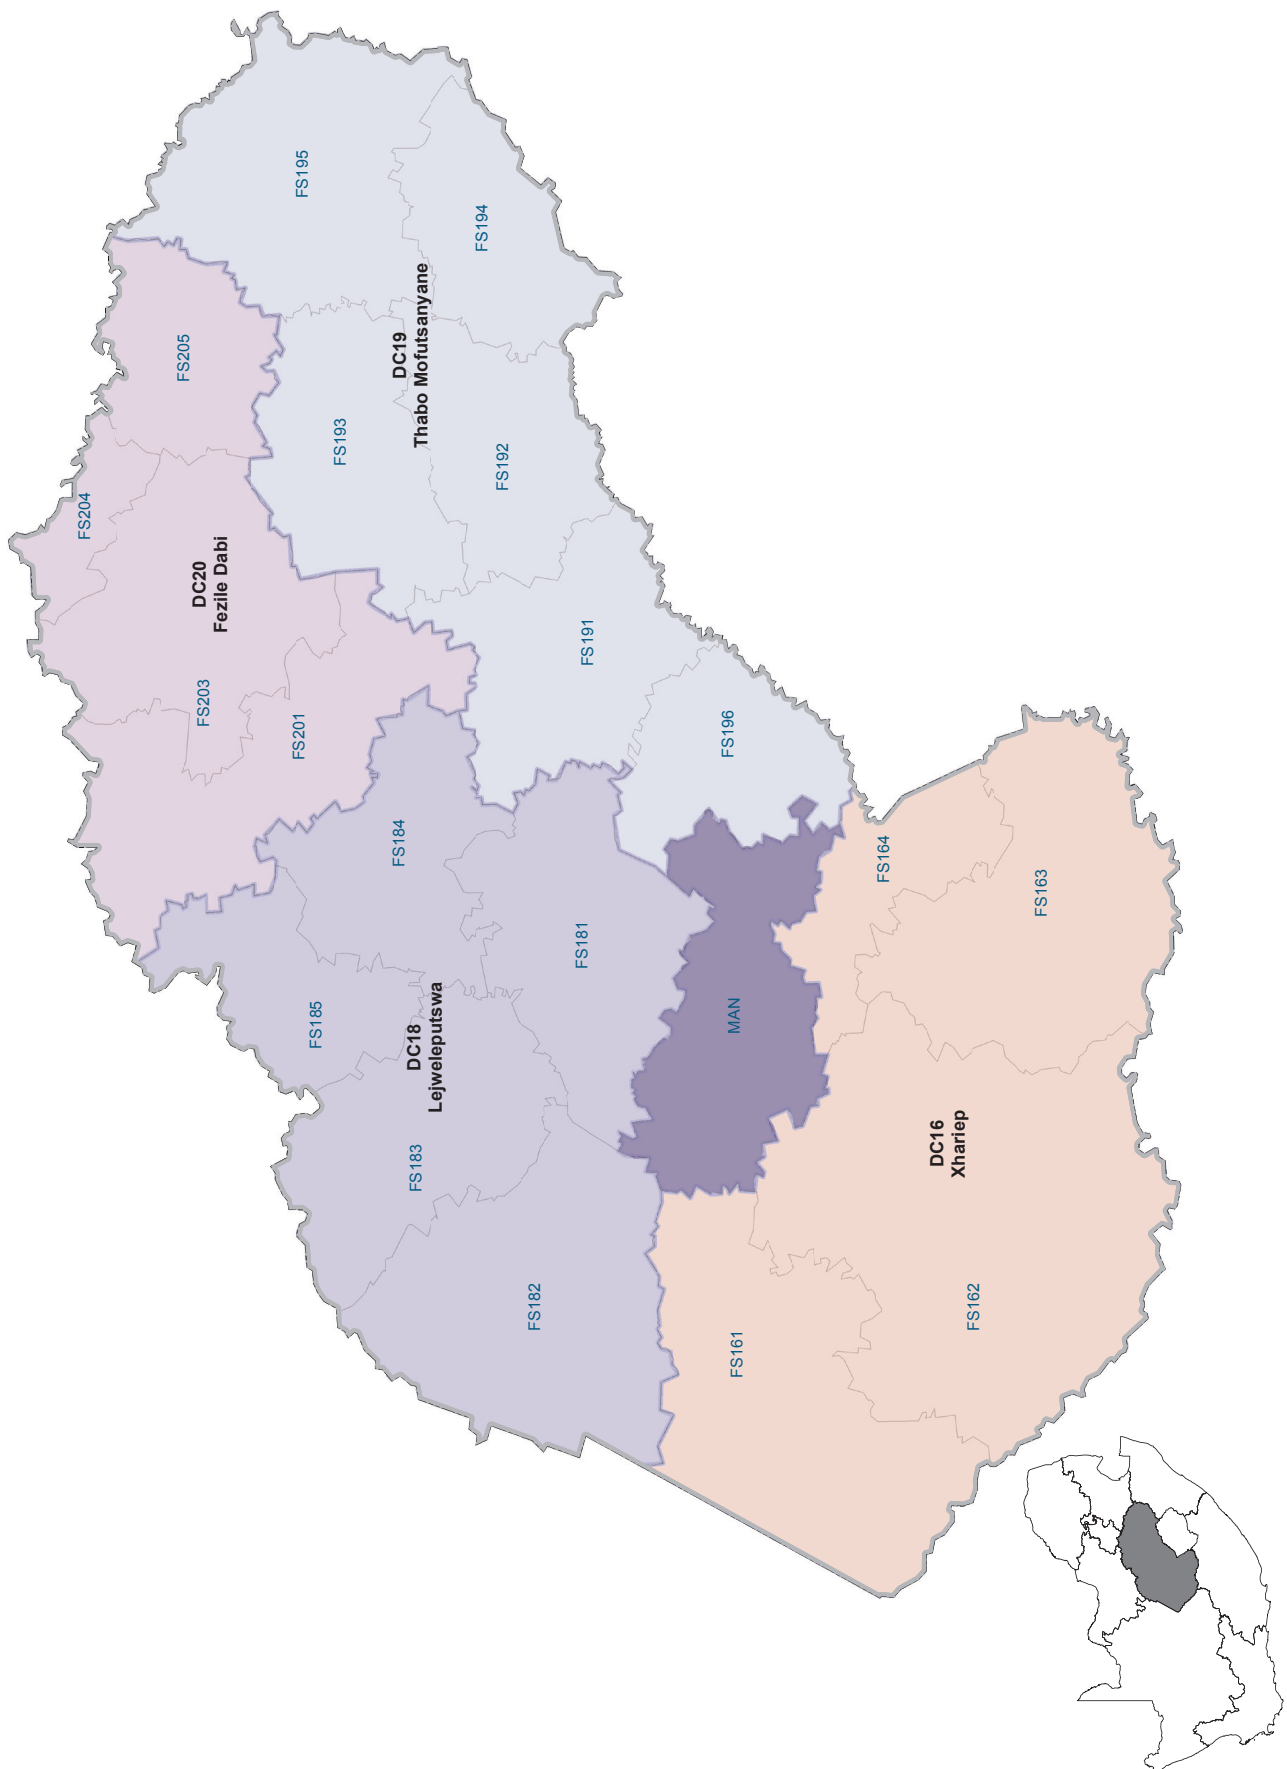 FS204
FS205
DC20
Fezile Dabi
FS203
FS201
FS195
FS185
FS193
FS184
DC19
Thabo Mofutsanyane
DC18
Lejweleputswa
FS183
FS194
FS192
FS182
FS181
FS191
FS196
MAN
FS161
FS164
DC16
Xhariep
FS162
FS163